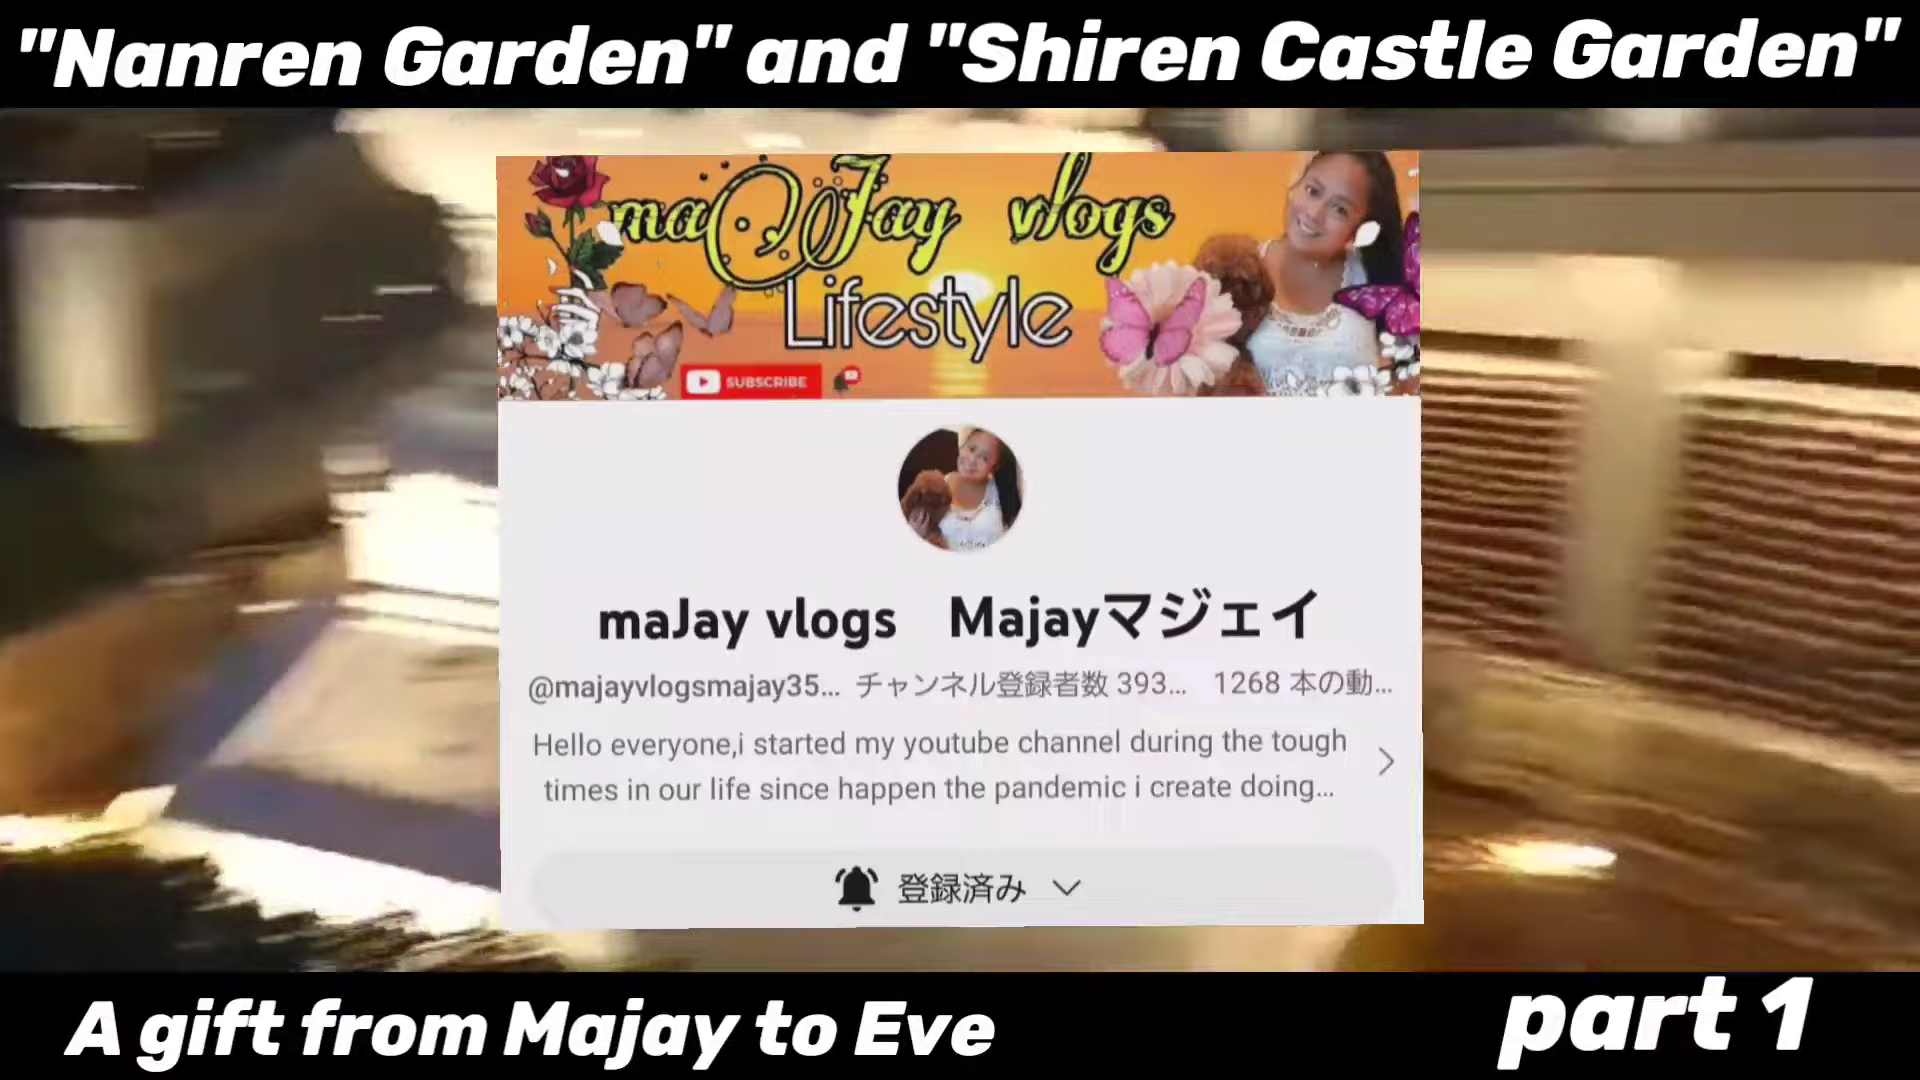 "Nanren Garden" and "Shiren Castle Garden"
maJay vlogs
Lifestyle
SUBSCRIBE
maJay vlogs Majayマジェイ
@majayvlogsmajay35... チャンネル登録者数 393... 1268 本の動...
Hello everyone,i started my youtube channel during the tough
times in our life since happen the pandemic i create doing...
登録済み
A gift from Majay to Eve
part 1